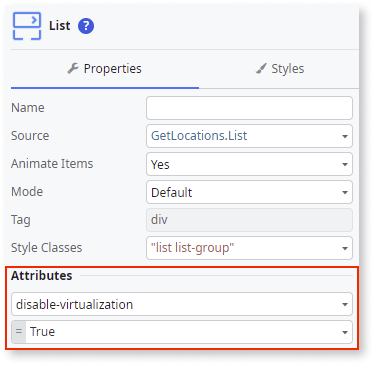 List ?
Properties Styles
Name
Source GetLocations.List
Animate Items Yes
Mode Default
Tag div
Style Classes "list list-group"
Attributes
disable-virtualization
= True